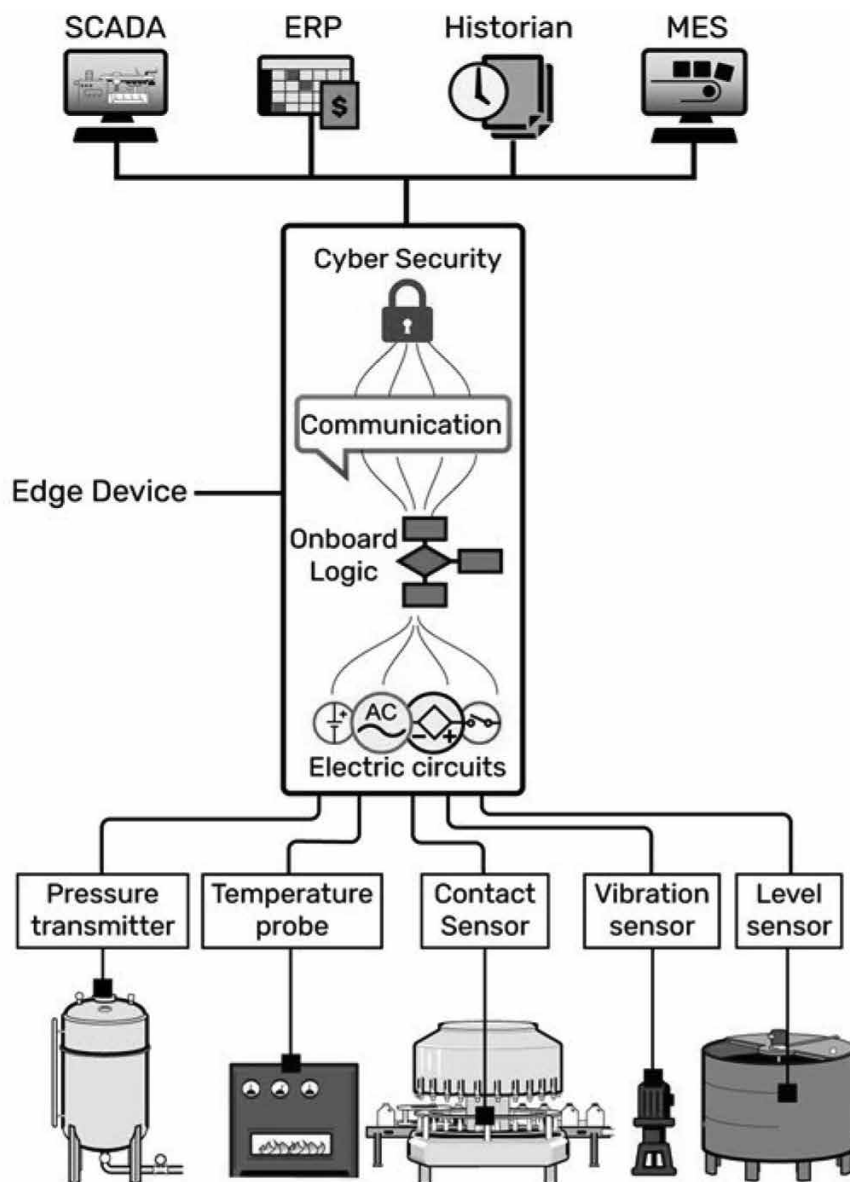 SCADA
ERP
Historian
MES
$
Cyber Security
Communication
Edge Device
Onboard
Logic
AC
Electric circuits
Pressure
transmitter
Temperature
probe
Contact
Sensor
Vibration
sensor
Level
sensor